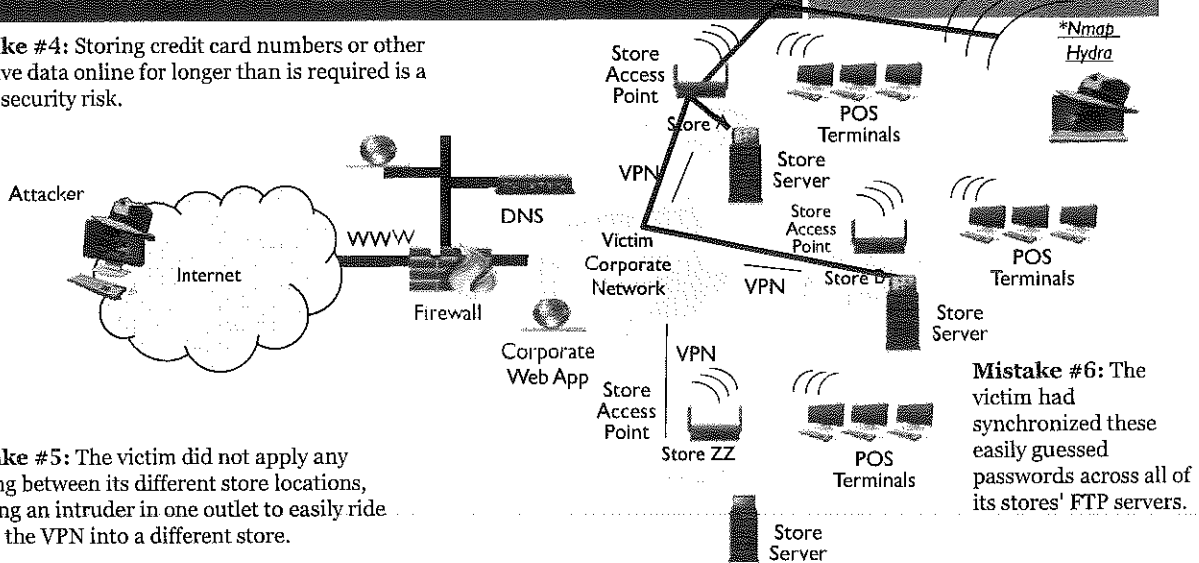 ke #4: Storing credit card numbers or other
ve data online for longer than is required is a
security risk.
*Nmap
Hydra
Store
Access
Point
POS
Terminals
Store
VPN
Store
Server
Attacker
Internet
WWW
DNS
Firewall
Corporate
Web App
Victim
Corporate
Network
Store
Access
Point
POS
Terminals
VPN
Store
Store
Server
VPN
Store
Access
Point
Store ZZ
POS
Terminals
Store
Server
Mistake #6: The
victim had
synchronized these
easily guessed
passwords across all of
its stores' FTP servers.
ke #5: The victim did not apply any
ng between its different store locations,
ng an intruder in one outlet to easily ride
the VPN into a different store.